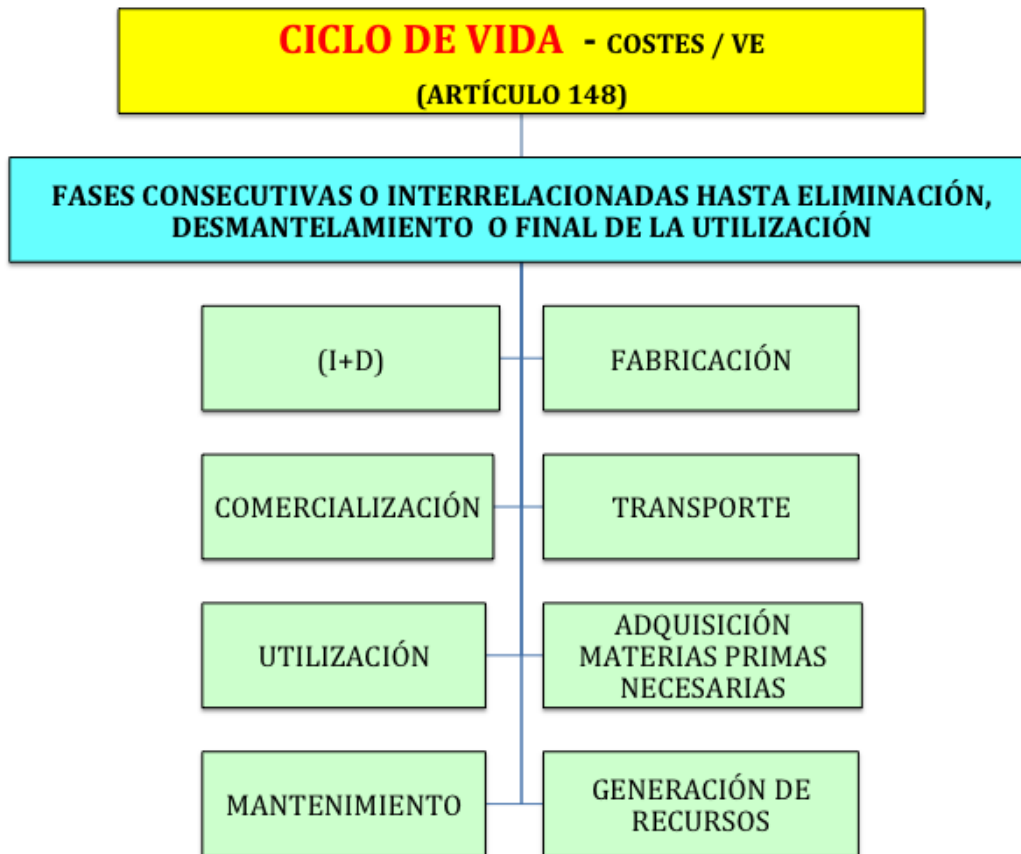 CICLO DE VIDA - COSTES / VE
(ARTÍCULO 148)
FASES CONSECUTIVAS O INTERRELACIONADAS HASTA ELIMINACIÓN,
DESMANTELAMIENTO O FINAL DE LA UTILIZACIÓN
(I+D)
FABRICACIÓN
COMERCIALIZACIÓN
TRANSPORTE
UTILIZACIÓN
ADQUISICIÓN
MATERIAS PRIMAS
NECESARIAS
MANTENIMIENTO
GENERACIÓN DE
RECURSOS